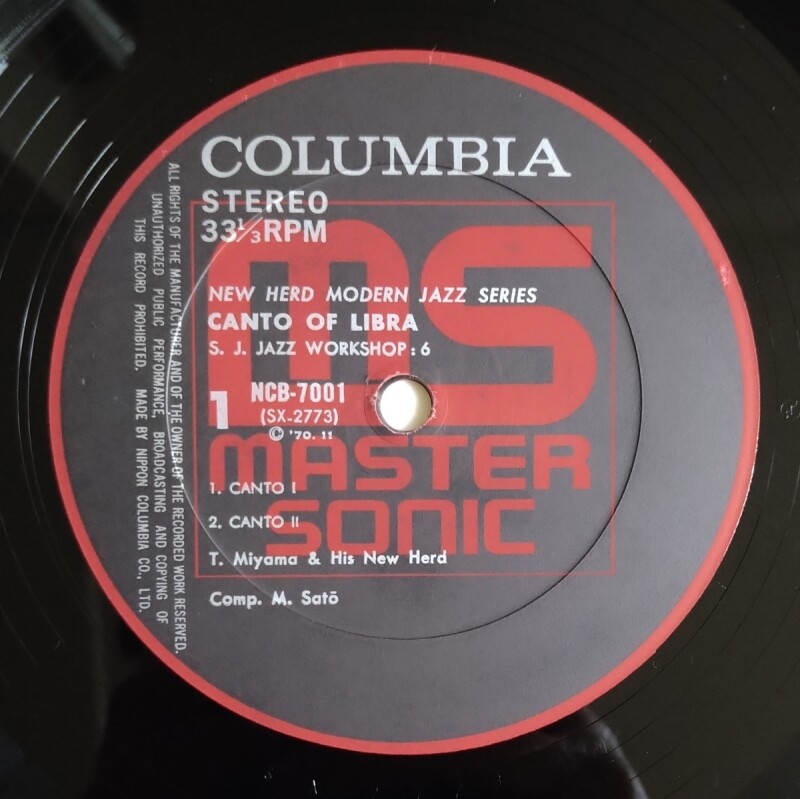 COLUMBIA
STEREO
33⅓RPM
MS
NEW HERD MODERN JAZZ SERIES
CANTO OF LIBRA
S. J. JAZZ WORKSHOP : 6
1
NCB-7001
(SX-2773)
© '70. 11
MASTER
SONIC
1. CANTO I
2. CANTO II
T. Miyama & His New Herd
Comp. M. Satō
ALL RIGHTS OF THE MANUFACTURER AND OF THE OWNER OF THE RECORDED WORK RESERVED.
UNAUTHORIZED PUBLIC PERFORMANCE, BROADCASTING AND COPYING OF
THIS RECORD PROHIBITED. MADE BY NIPPON COLUMBIA CO., LTD.